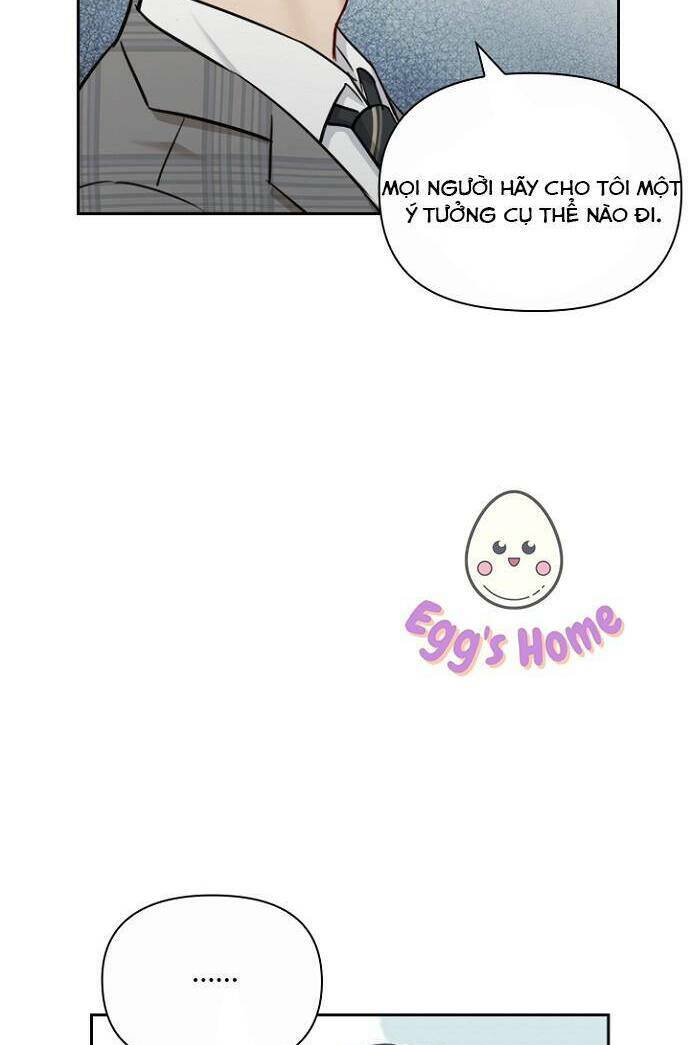 MỌI NGƯỜI HÃY CHO TÔI MỘT
Ý TƯỞNG CỤ THỂ NÀO ĐI.
Egg's Home
......